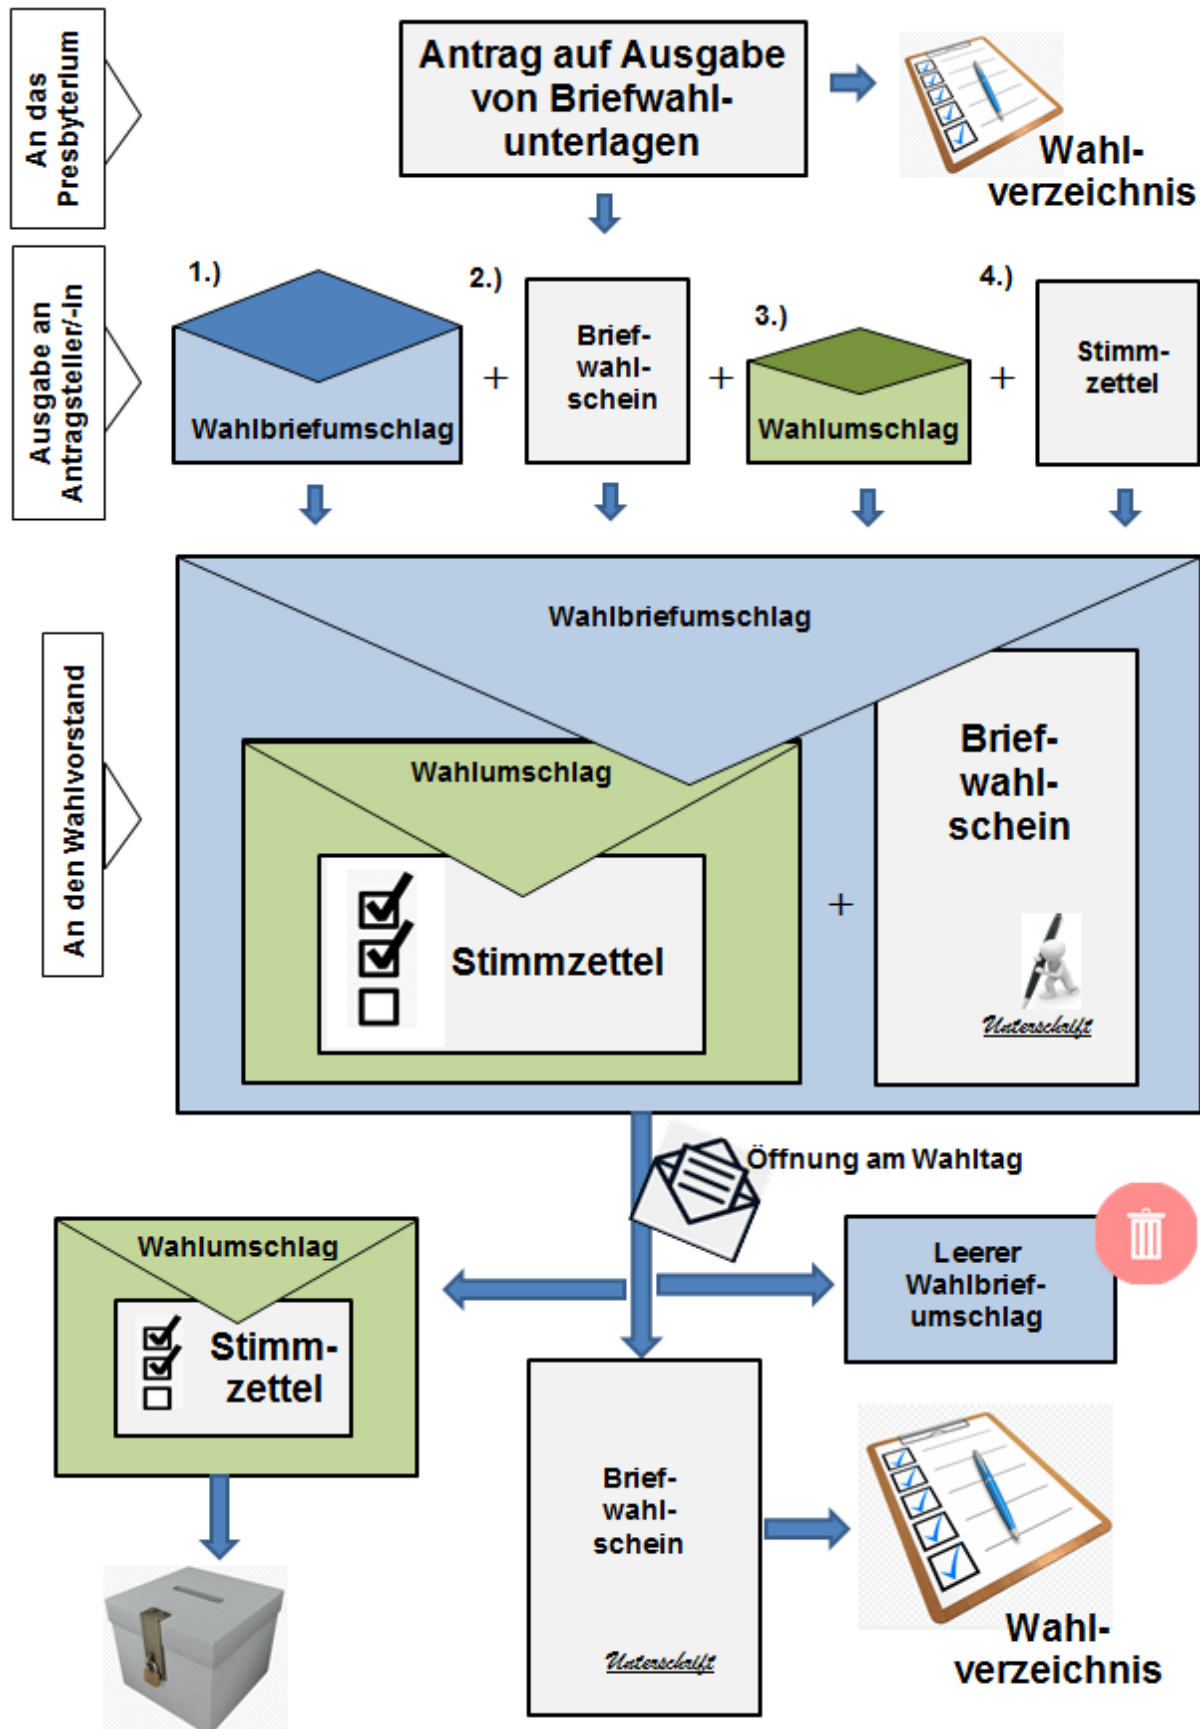 An das
Presbyterium
Antrag auf Ausgabe
von Briefwahl-
unterlagen
Wahl-
verzeichnis
Ausgabe an
Antragsteller/-In
1.)
Wahlbriefumschlag
+
2.)
Brief-
wahl-
schein
+
3.)
Wahlumschlag
+
4.)
Stimm-
zettel
An den Wahlvorstand
Wahlbriefumschlag
Wahlumschlag
Stimmzettel
+
Brief-
wahl-
schein
Unterschrift
Öffnung am Wahltag
Wahlumschlag
Stimm-
zettel
Leerer
Wahlbrief-
umschlag
Brief-
wahl-
schein
Unterschrift
Wahl-
verzeichnis